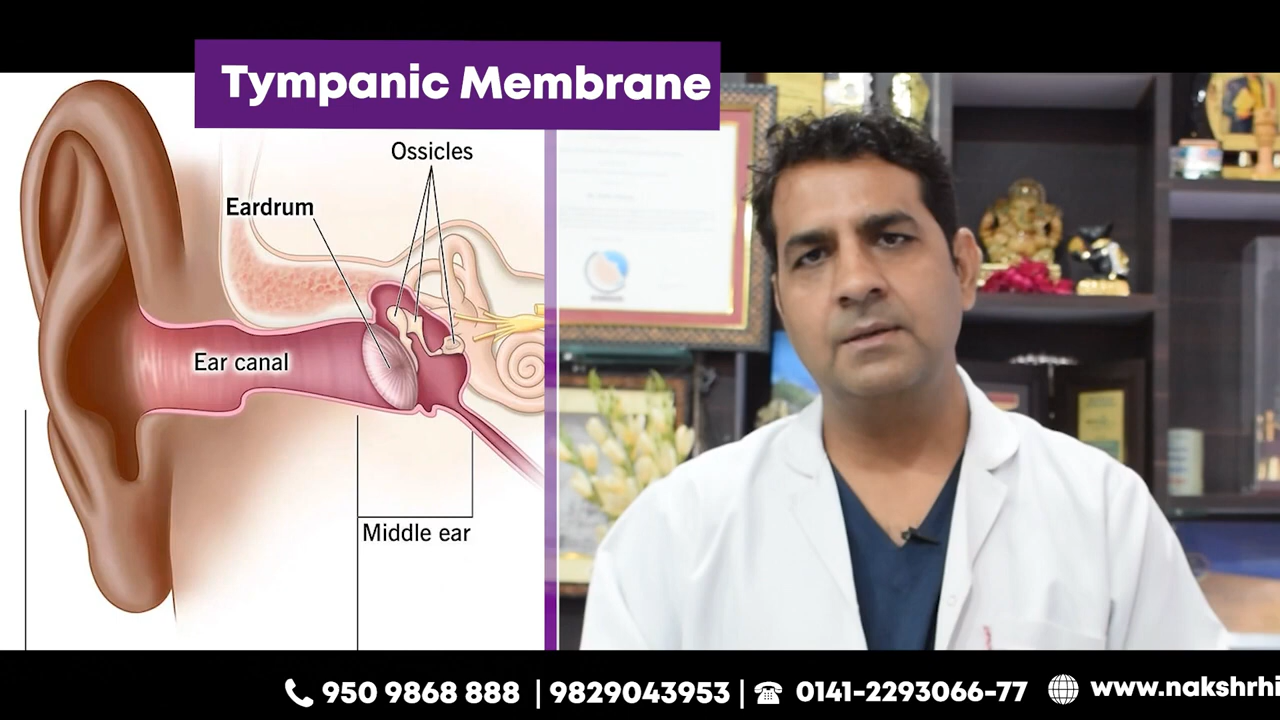 Tympanic Membrane
Ossicles
Eardrum
Ear canal
Middle ear
950 9868 888 | 9829043953 | 0141-2293066-77 www.nakshrhi